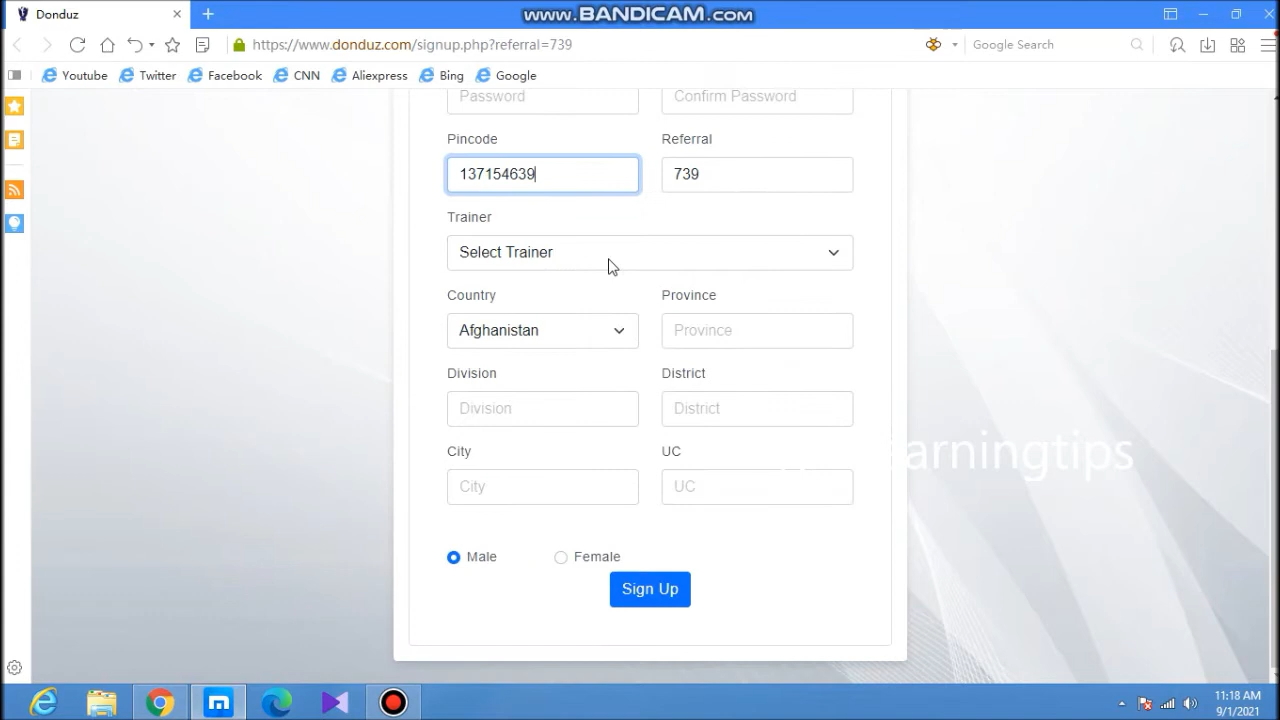 Donduz
www.BANDICAM.com
https://www.donduz.com/signup.php?referral=739
Google Search
Youtube
Twitter
Facebook
CNN
Aliexpress
Bing
Google
Password
Confirm Password
Pincode
Referral
137154639
739
Trainer
Select Trainer
Country
Province
Afghanistan
Province
Division
District
Division
District
City
UC
arningtips
City
UC
Male
Female
Sign Up
11:18 AM
9/1/2021